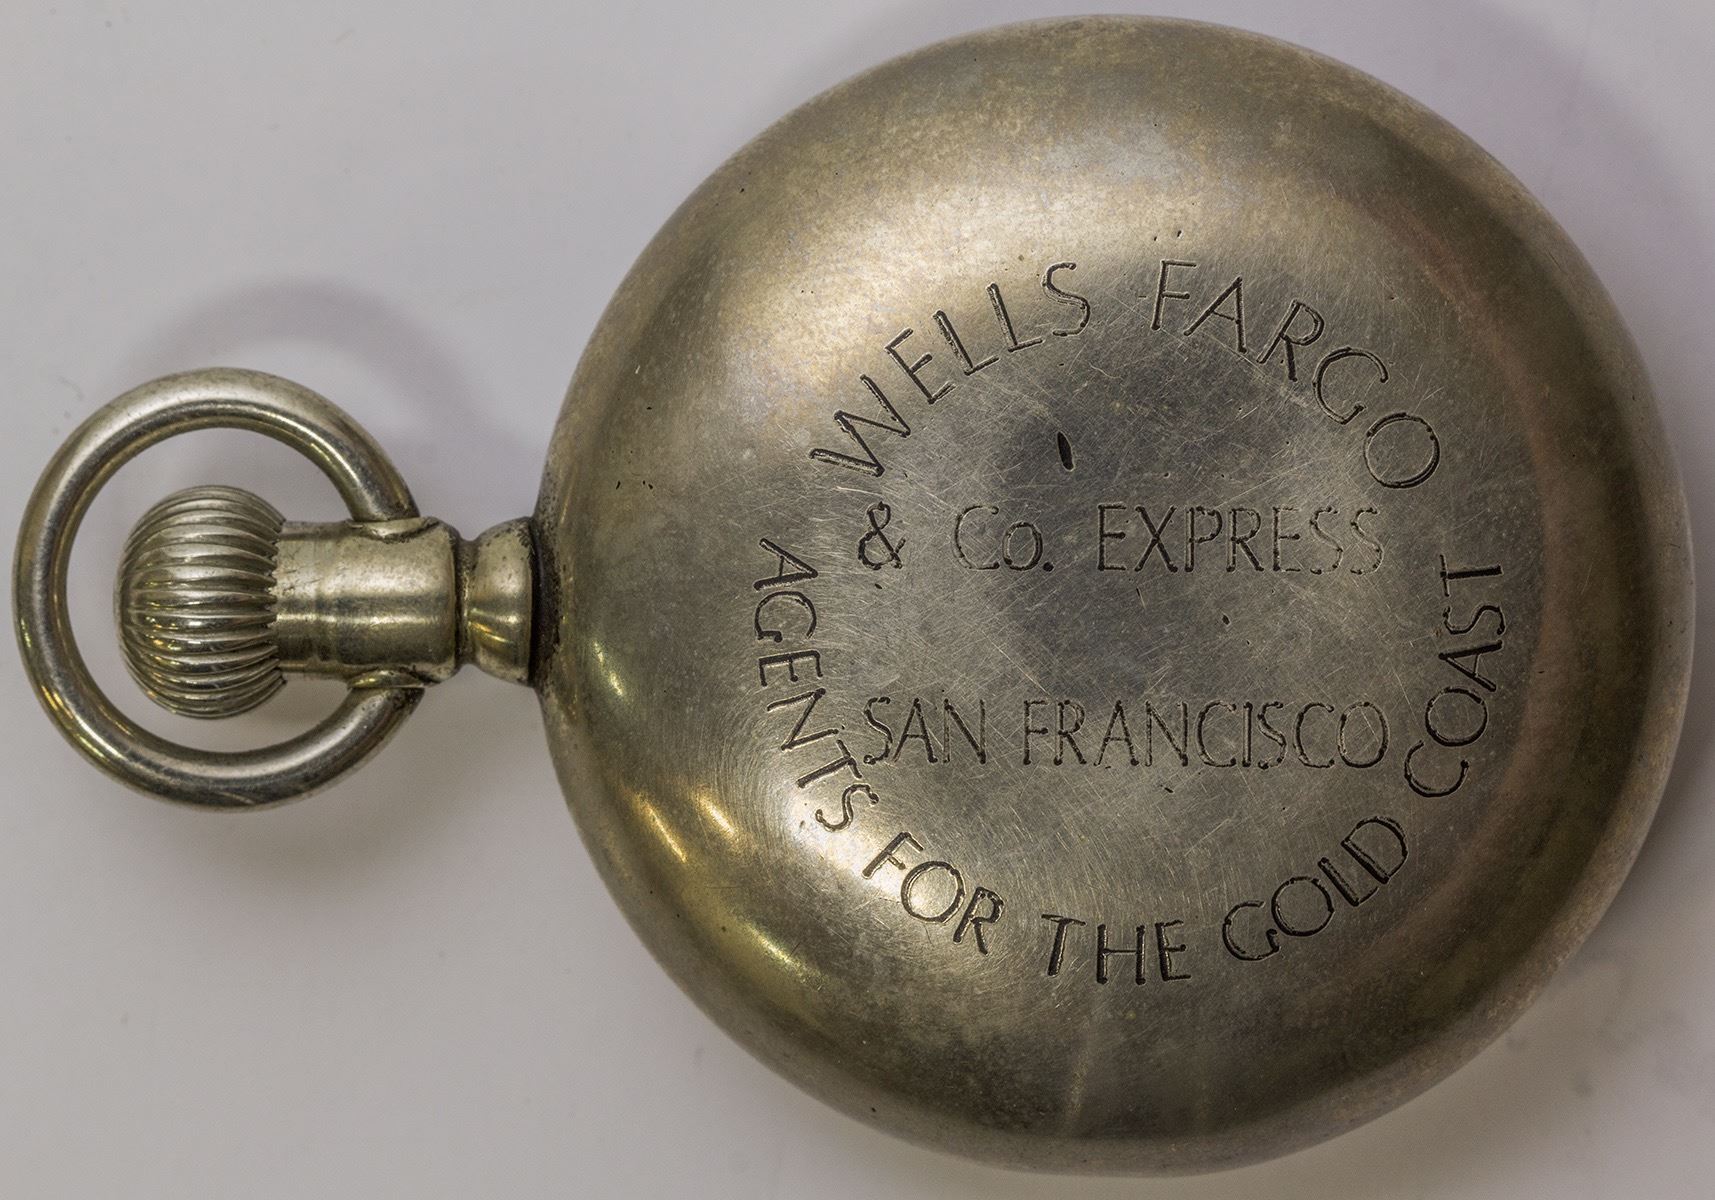 WELLS FARGO
& Co. EXPRESS
SAN FRANCISCO
AGENTS FOR THE GOLD COAST